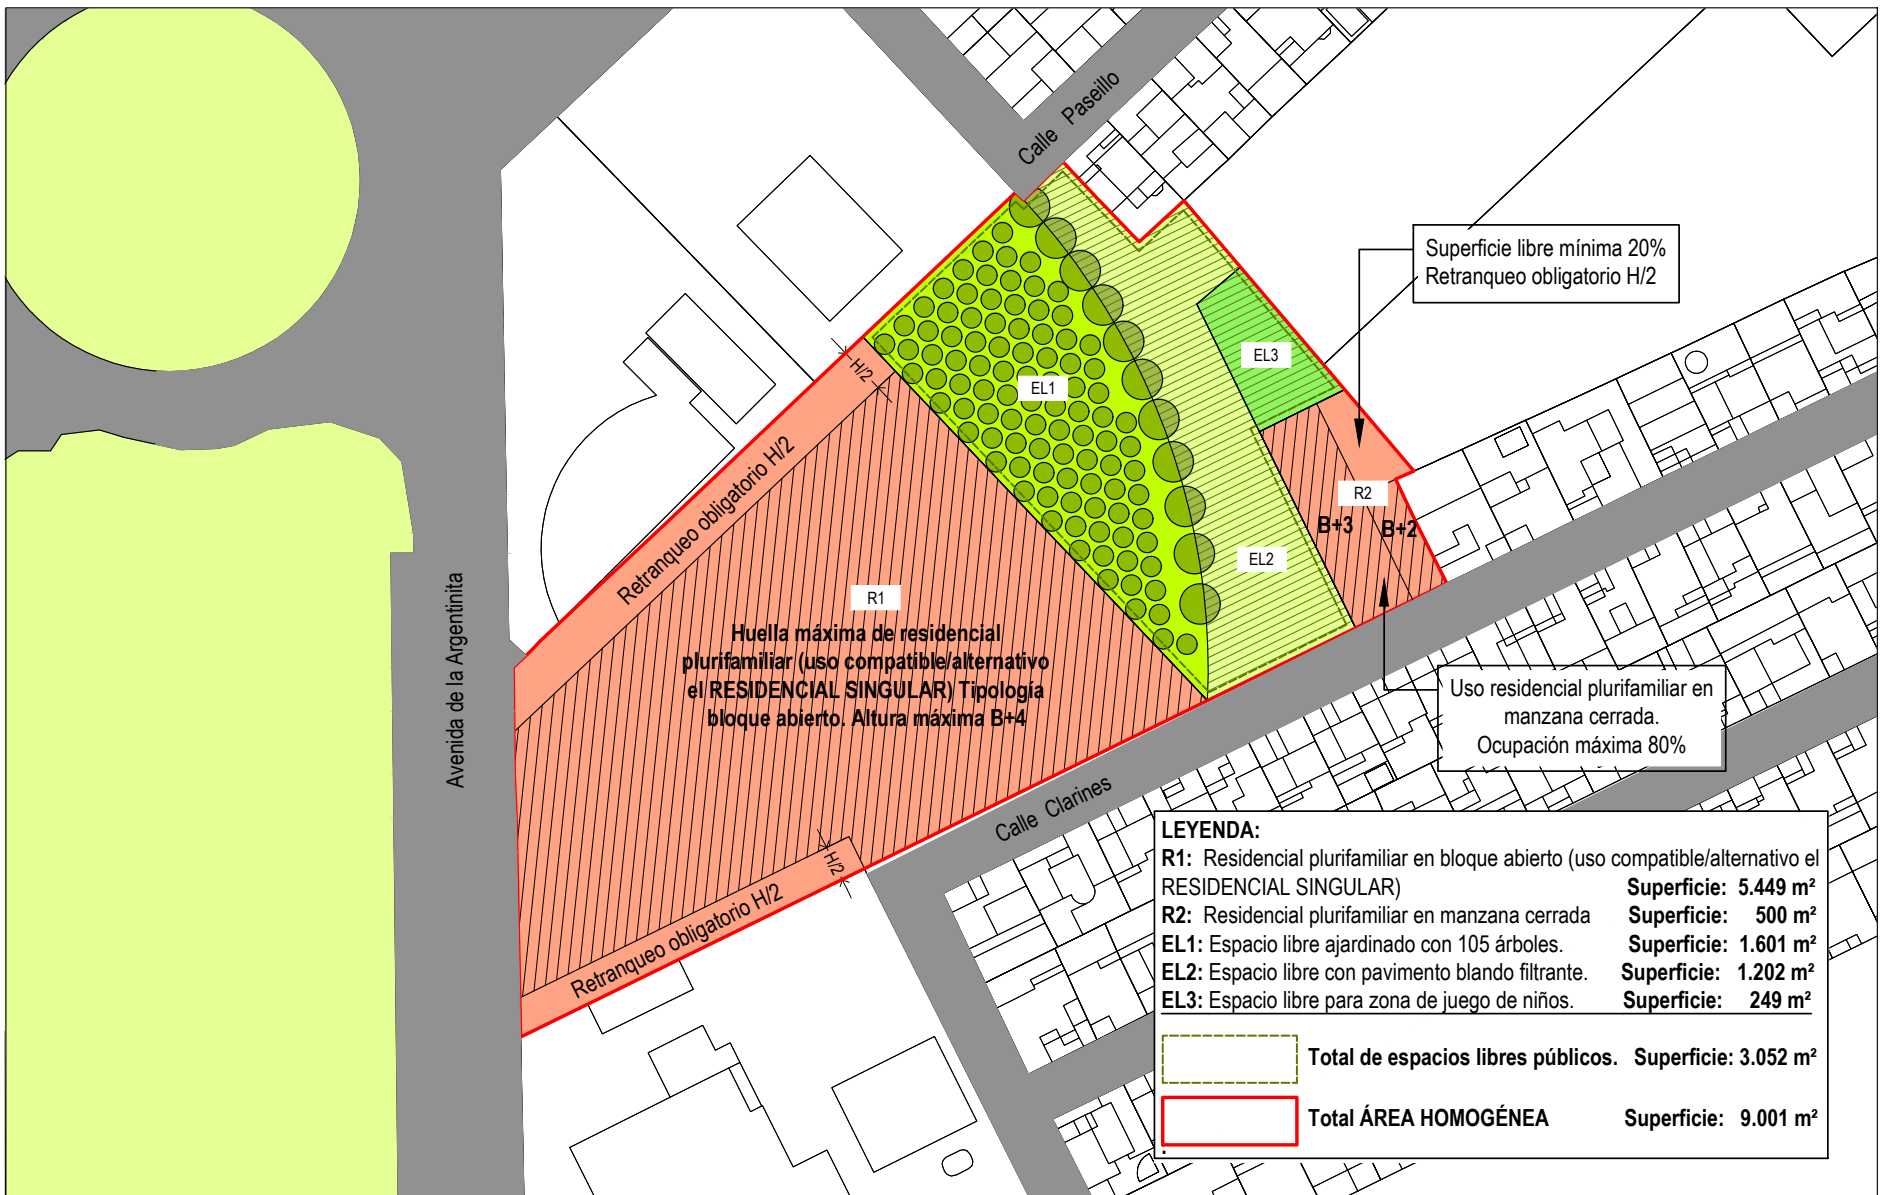 Calle Paseillo
Superficie libre mínima 20%
Retranqueo obligatorio H/2
EL3
H/2
EL1
Retranqueo obligatorio H/2
R2
B+3
B+2
EL2
Avenida de la Argentinita
R1
Huella máxima de residencial
plurifamiliar (uso compatible/alternativo
el RESIDENCIAL SINGULAR) Tipología
bloque abierto. Altura máxima B+4
Uso residencial plurifamiliar en
manzana cerrada.
Ocupación máxima 80%
Calle Clarines
H/2
Retranqueo obligatorio H/2
LEYENDA:
R1: Residencial plurifamiliar en bloque abierto (uso compatible/alternativo el
RESIDENCIAL SINGULAR) Superficie: 5.449 m²
R2: Residencial plurifamiliar en manzana cerrada Superficie: 500 m²
EL1: Espacio libre ajardinado con 105 árboles. Superficie: 1.601 m²
EL2: Espacio libre con pavimento blando filtrante. Superficie: 1.202 m²
EL3: Espacio libre para zona de juego de niños. Superficie: 249 m²
Total de espacios libres públicos. Superficie: 3.052 m²
Total ÁREA HOMOGÉNEA Superficie: 9.001 m²